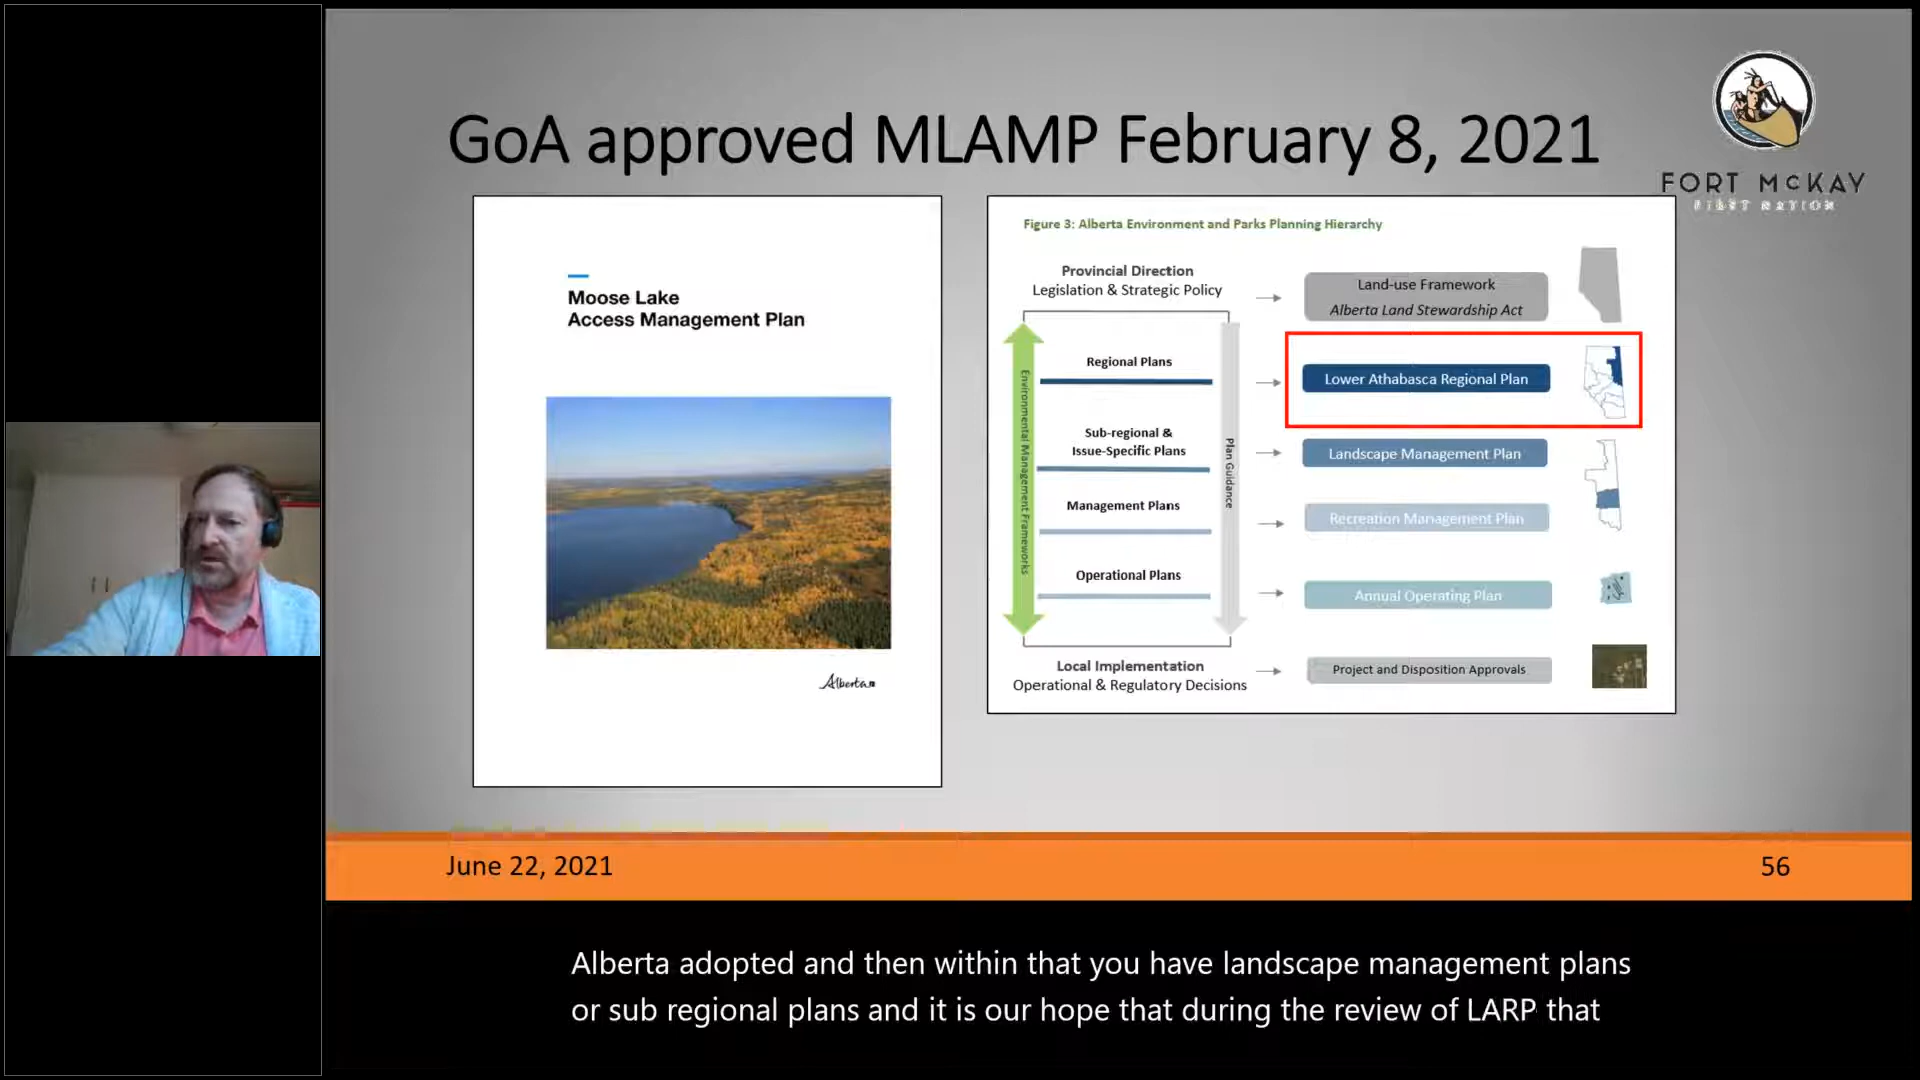 GoA approved MLAMP February 8, 2021
FORT McKAY
FIRST NATION
Moose Lake
Access Management Plan
Alberta
Figure 3: Alberta Environment and Parks Planning Hierarchy
Provincial Direction
Legislation & Strategic Policy
Land-use Framework
Alberta Land Stewardship Act
Environmental Management Frameworks
Plan Guidance
Regional Plans
Lower Athabasca Regional Plan
Sub-regional &
Issue-Specific Plans
Landscape Management Plan
Management Plans
Recreation Management Plan
Operational Plans
Annual Operating Plan
Local Implementation
Operational & Regulatory Decisions
Project and Disposition Approvals
June 22, 2021
56
Alberta adopted and then within that you have landscape management plans
or sub regional plans and it is our hope that during the review of LARP that